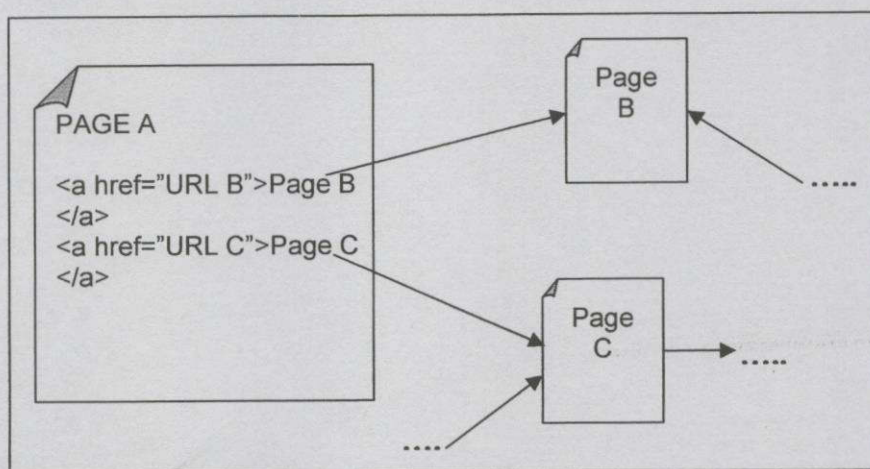 PAGE A
<a href=”URL B”>Page B
</a>
<a href=”URL C”>Page C
</a>
Page
B
.....
Page
C
.....
....